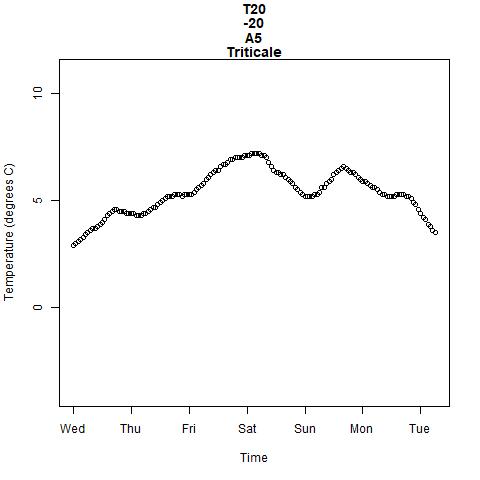 T20
-20
A5
Triticale
Temperature (degrees C)
10
5
0
Wed Thu Fri Sat Sun Mon Tue
Time